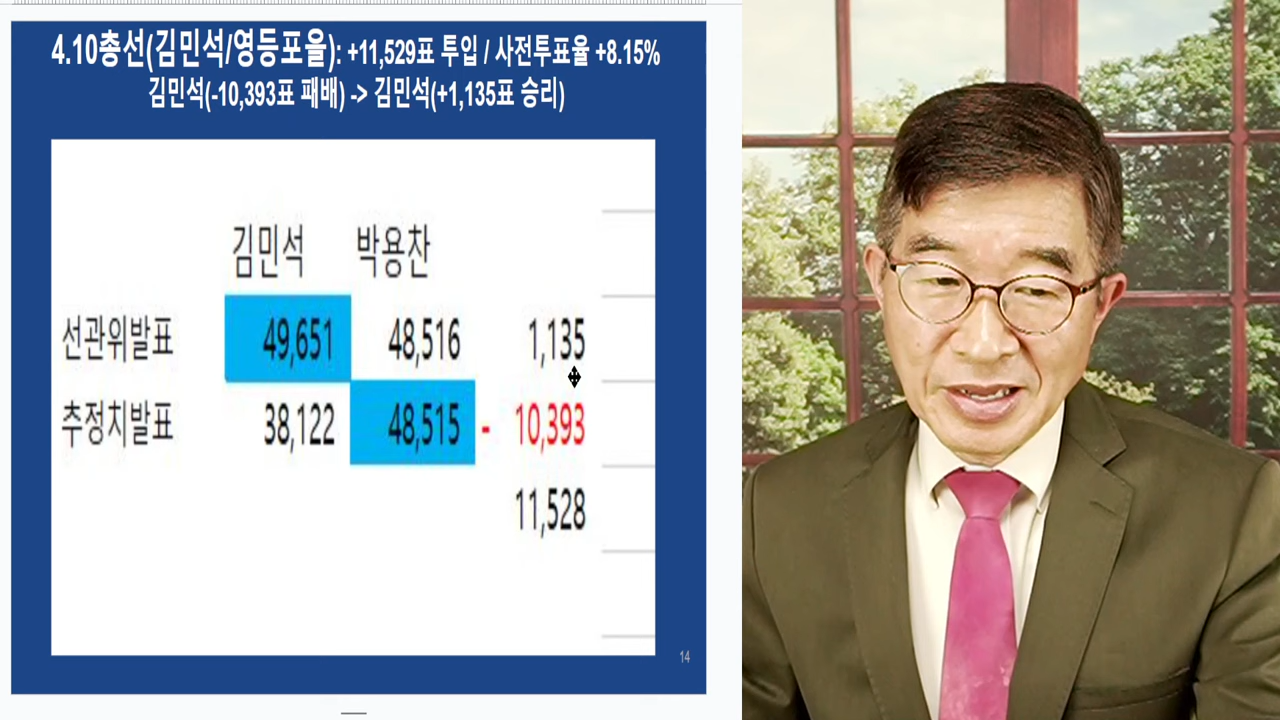 4.10총선(김민석/영등포을): +11,529표 투입 / 사전투표율 +8.15%
김민석(-10,393표 패배) -> 김민석(+1,135표 승리)
김민석 박용찬
선관위발표 49,651 48,516 1,135
추정치발표 38,122 48,515 - 10,393
11,528
14